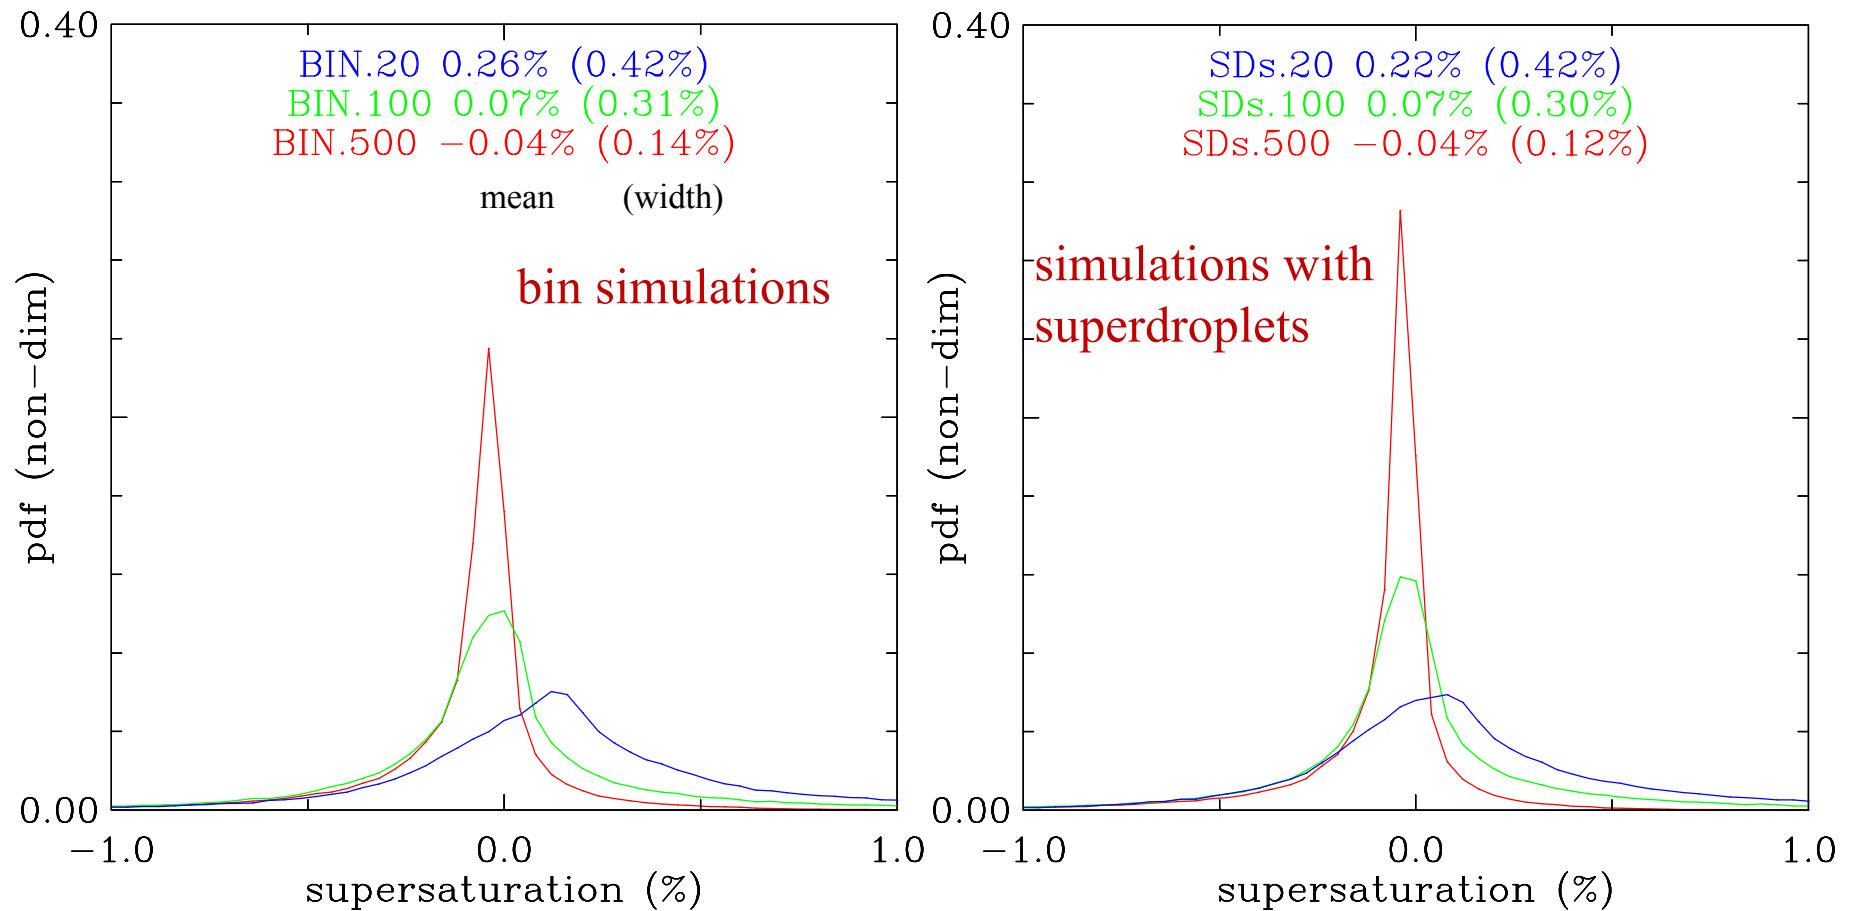 0.40
BIN.20 0.26% (0.42%)
BIN.100 0.07% (0.31%)
BIN.500 −0.04% (0.14%)
mean (width)
bin simulations
pdf (non−dim)
0.00
−1.0 0.0 1.0
supersaturation (%)
0.40
SDs.20 0.22% (0.42%)
SDs.100 0.07% (0.30%)
SDs.500 −0.04% (0.12%)
simulations with
superdroplets
pdf (non−dim)
0.00
−1.0 0.0 1.0
supersaturation (%)